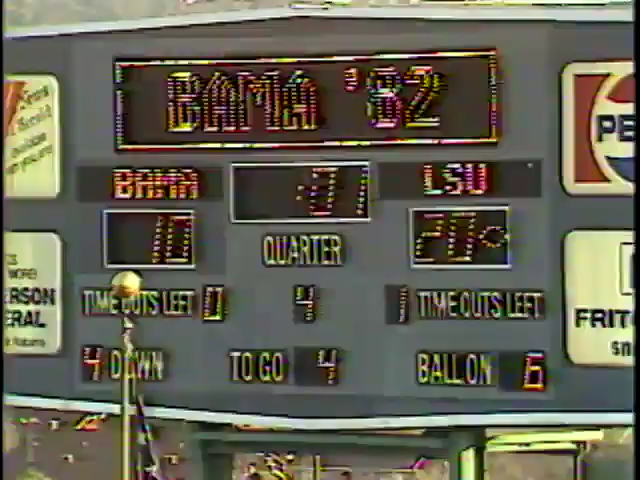 BAMA '82
BAMA :01 LSU
10 QUARTER 20
TIME OUTS LEFT 0 4 1 TIME OUTS LEFT
4 DOWN TO GO 4 BALL ON 6
PE
ERSON
ERAL
FRIT